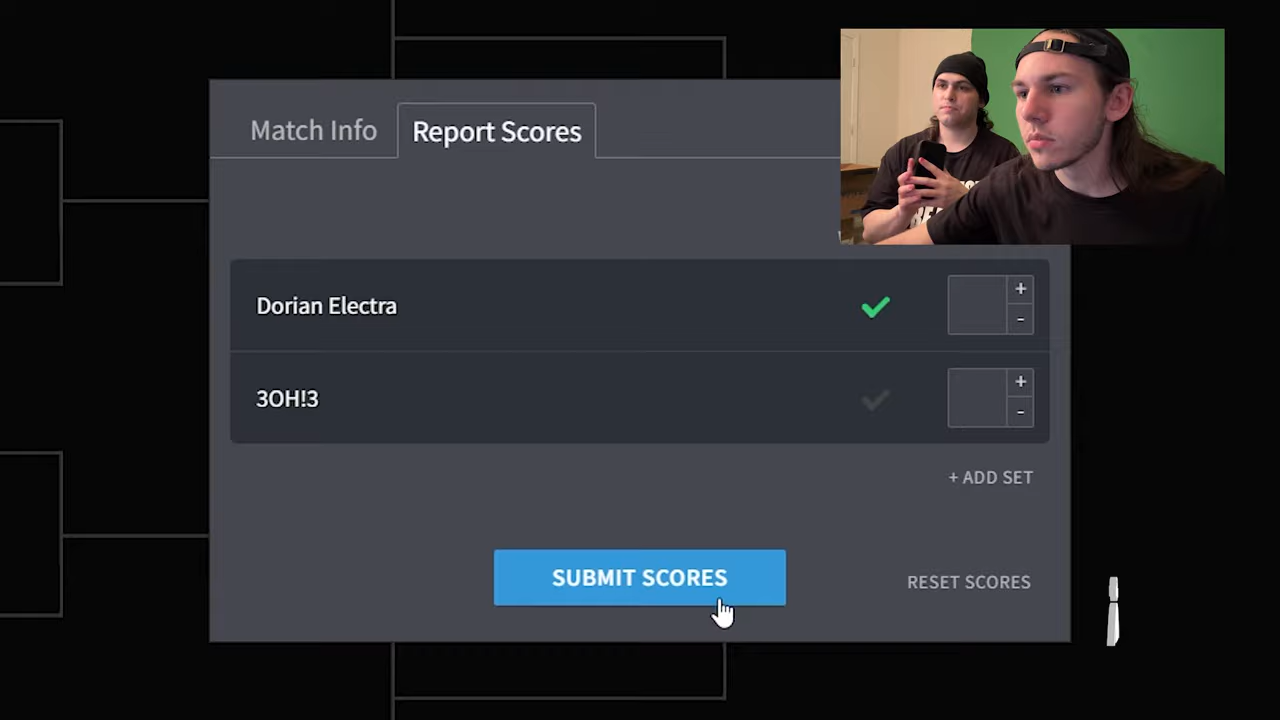 Match Info
Report Scores
Dorian Electra
+
-
3OH!3
+
-
+ ADD SET
SUBMIT SCORES
RESET SCORES